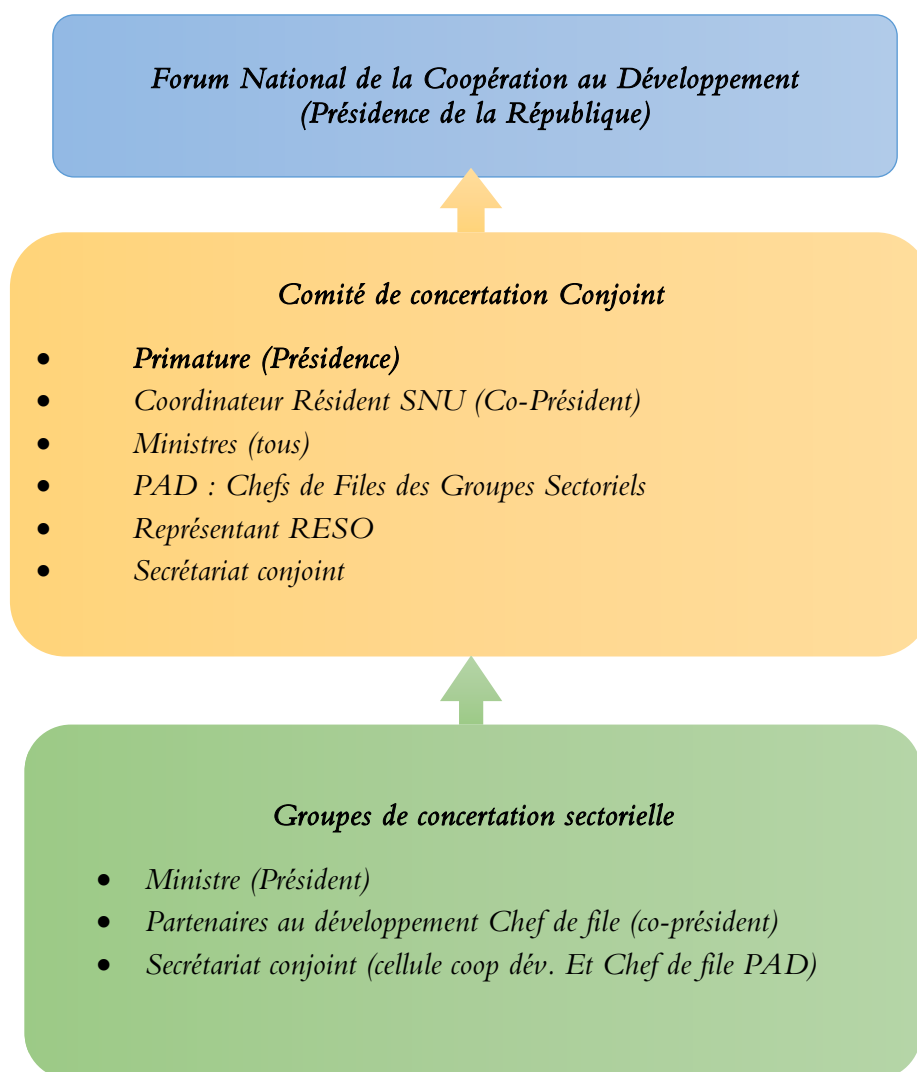 Forum National de la Coopération au Développement
(Présidence de la République)
Comité de concertation Conjoint
• Primature (Présidence)
• Coordinateur Résident SNU (Co-Président)
• Ministres (tous)
• PAD : Chefs de Files des Groupes Sectoriels
• Représentant RESO
• Secrétariat conjoint
Groupes de concertation sectorielle
• Ministre (Président)
• Partenaires au développement Chef de file (co-président)
• Secrétariat conjoint (cellule coop dév. Et Chef de file PAD)